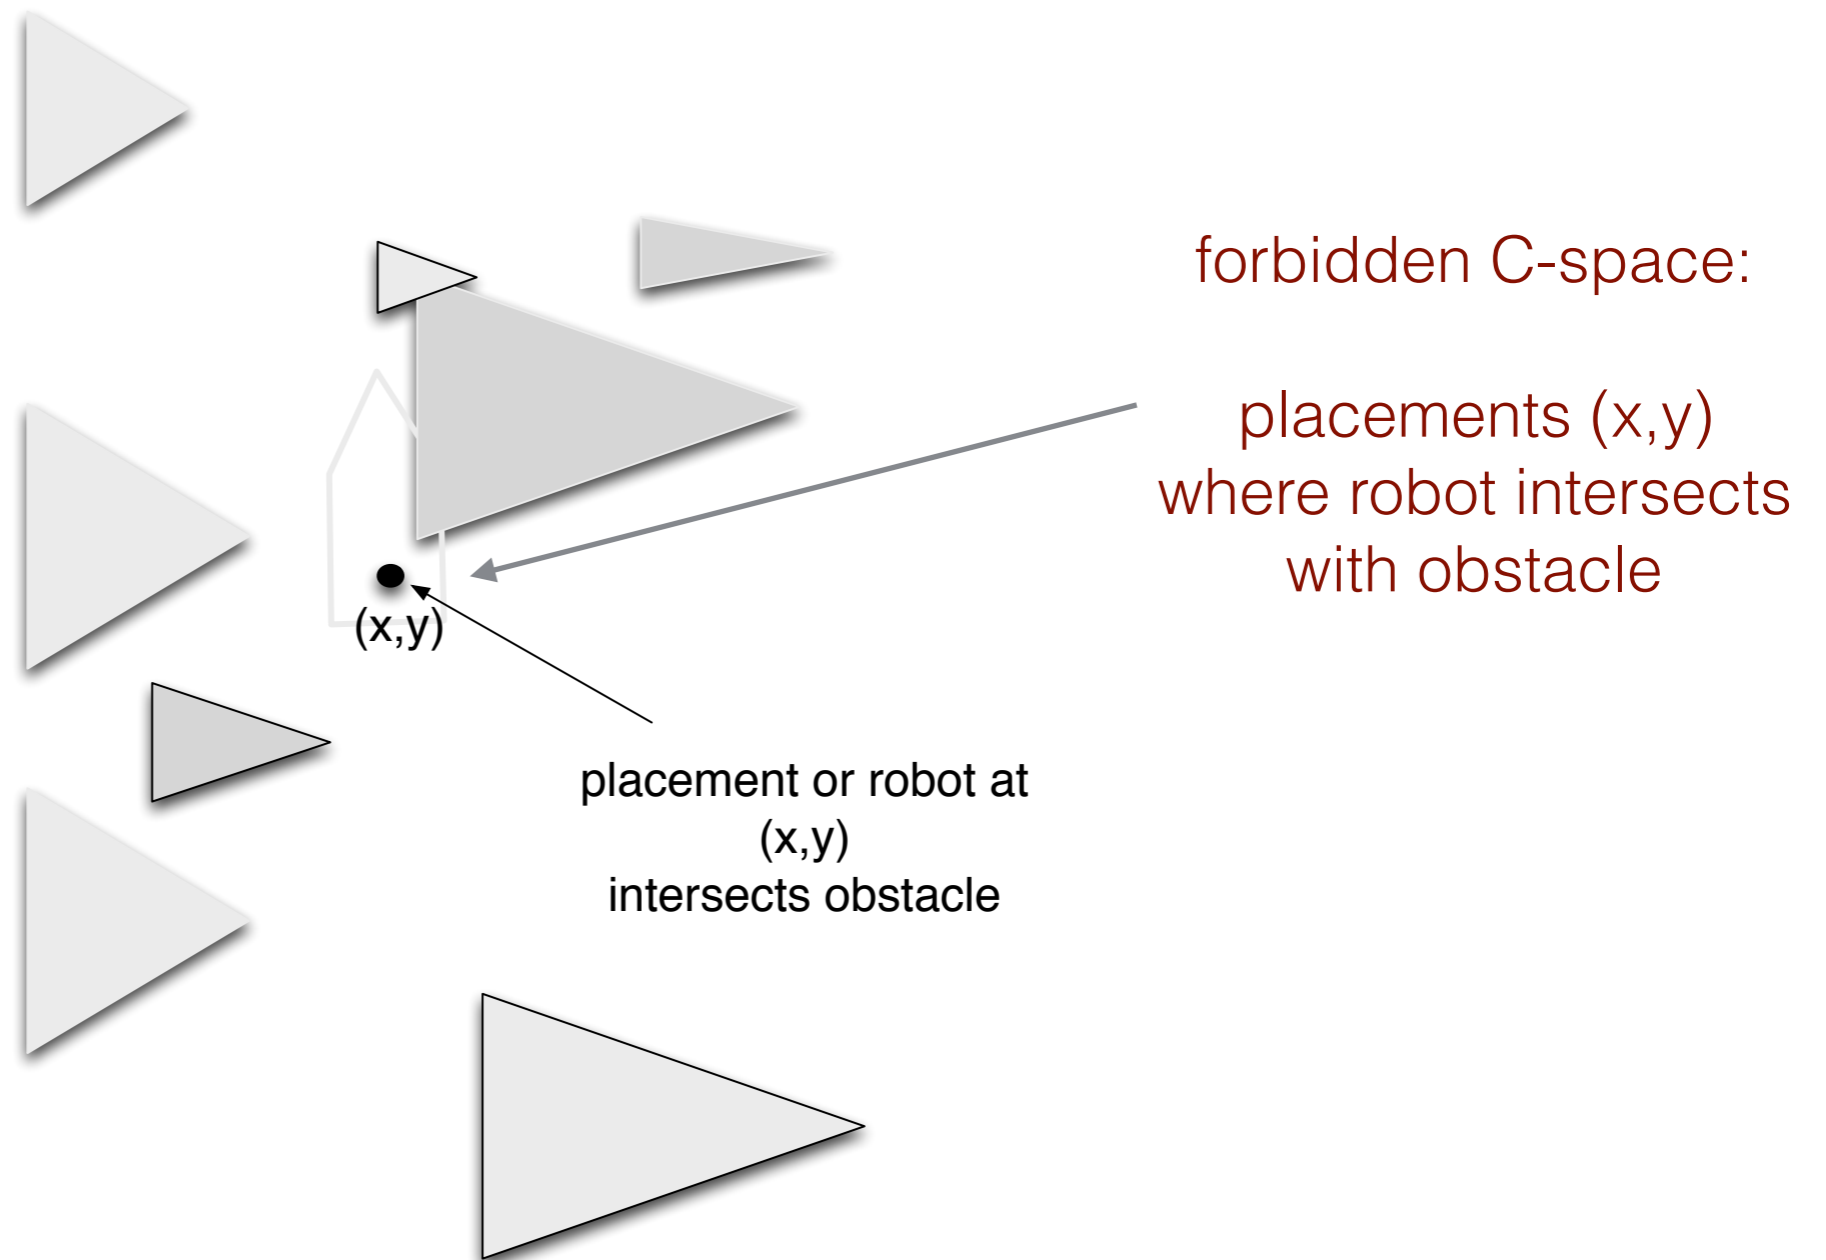 forbidden C-space:
placements (x,y)
where robot intersects
with obstacle
(x,y)
placement or robot at
(x,y)
intersects obstacle